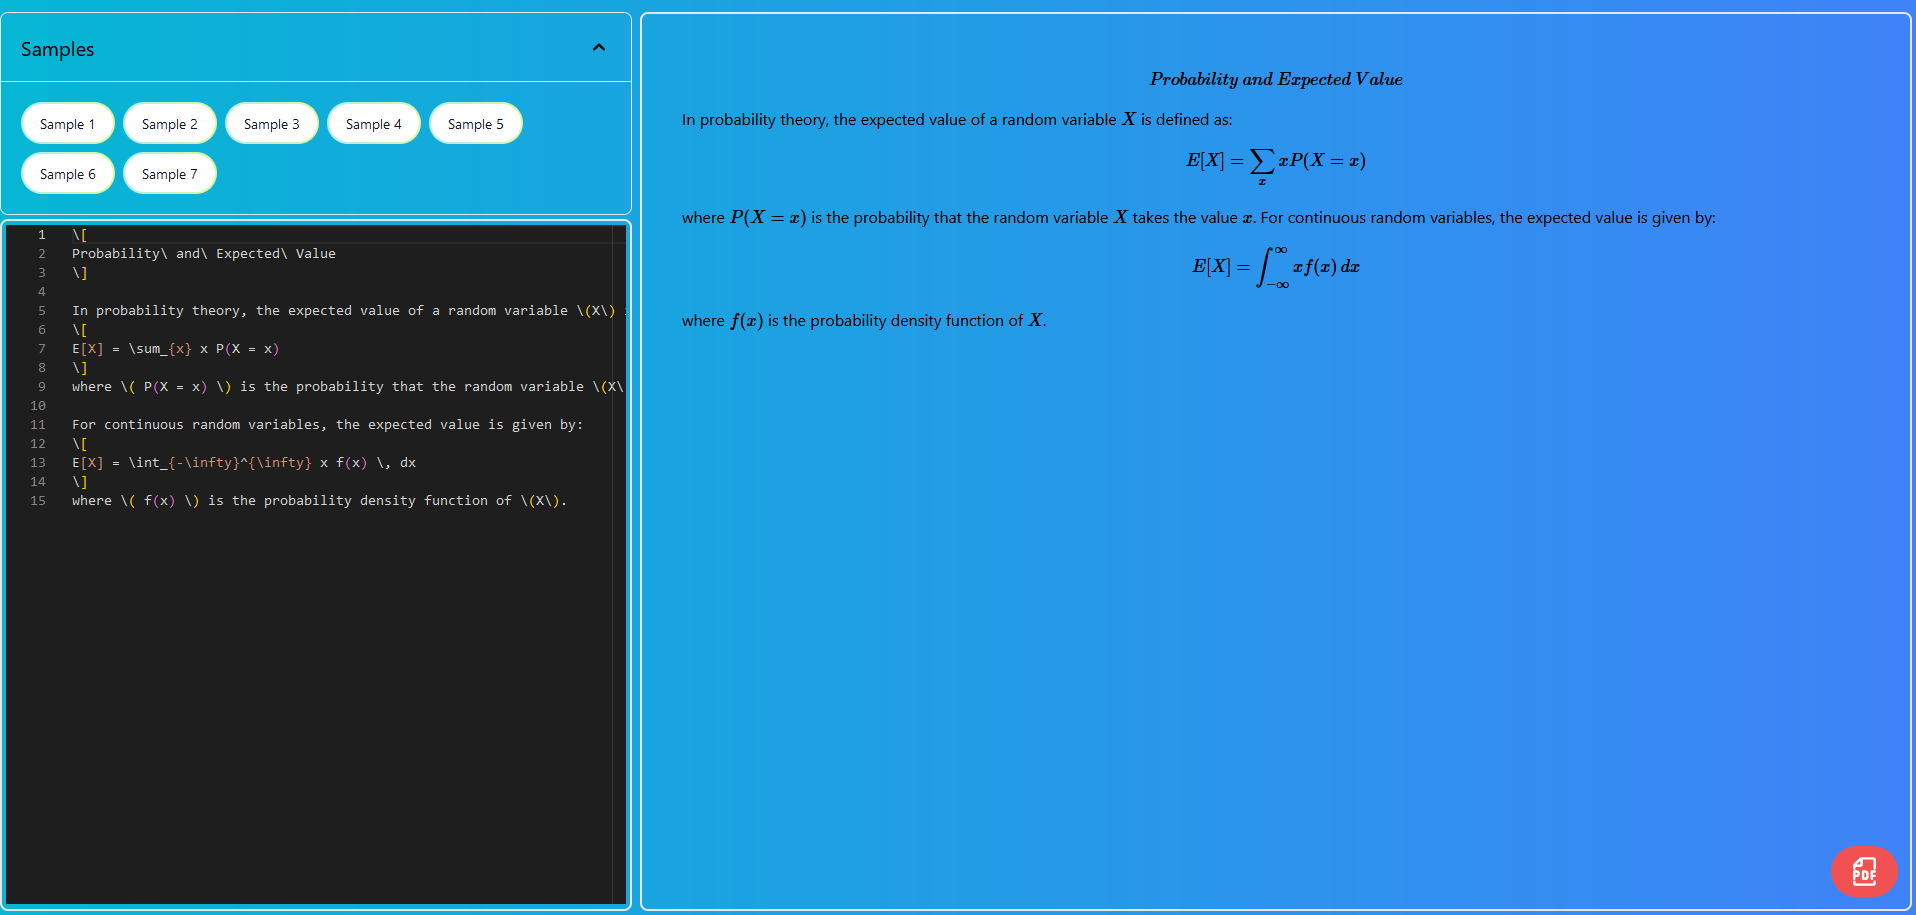 Samples
Sample 1 Sample 2 Sample 3 Sample 4 Sample 5
Sample 6 Sample 7
1 \[
2 Probability\ and\ Expected\ Value
3 \]
4
5 In probability theory, the expected value of a random variable \(X\)
6 \[
7 E[X] = \sum_{x} x P(X = x)
8 \]
9 where \( P(X = x) \) is the probability that the random variable \(X\
10
11 For continuous random variables, the expected value is given by:
12 \[
13 E[X] = \int_{-\infty}^{\infty} x f(x) \, dx
14 \]
15 where \( f(x) \) is the probability density function of \(X\).
Probability and Expected Value
In probability theory, the expected value of a random variable X is defined as:
E[X] = ∑ₓ xP(X = x)
where P(X = x) is the probability that the random variable X takes the value x. For continuous random variables, the expected value is given by:
E[X] = ∫_{−∞}^{∞} xf(x) dx
where f(x) is the probability density function of X.
PDF